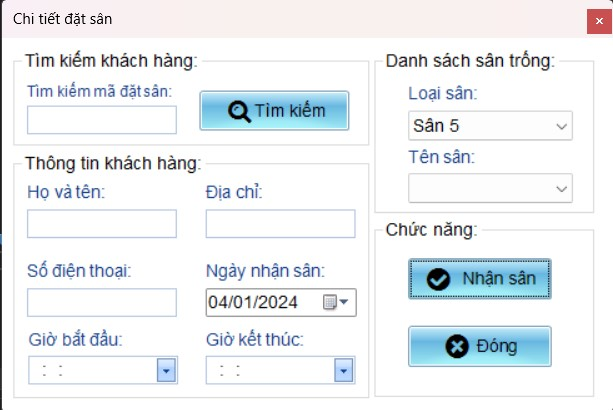 Chi tiết đặt sân
Tìm kiếm khách hàng:
Tìm kiếm mã đặt sân:
Tìm kiếm
Thông tin khách hàng:
Họ và tên:
Địa chỉ:
Số điện thoại:
Ngày nhận sân:
04/01/2024
Giờ bắt đầu:
Giờ kết thúc:
: :
: :
Danh sách sân trống:
Loại sân:
Sân 5
Tên sân:
Chức năng:
Nhận sân
Đóng